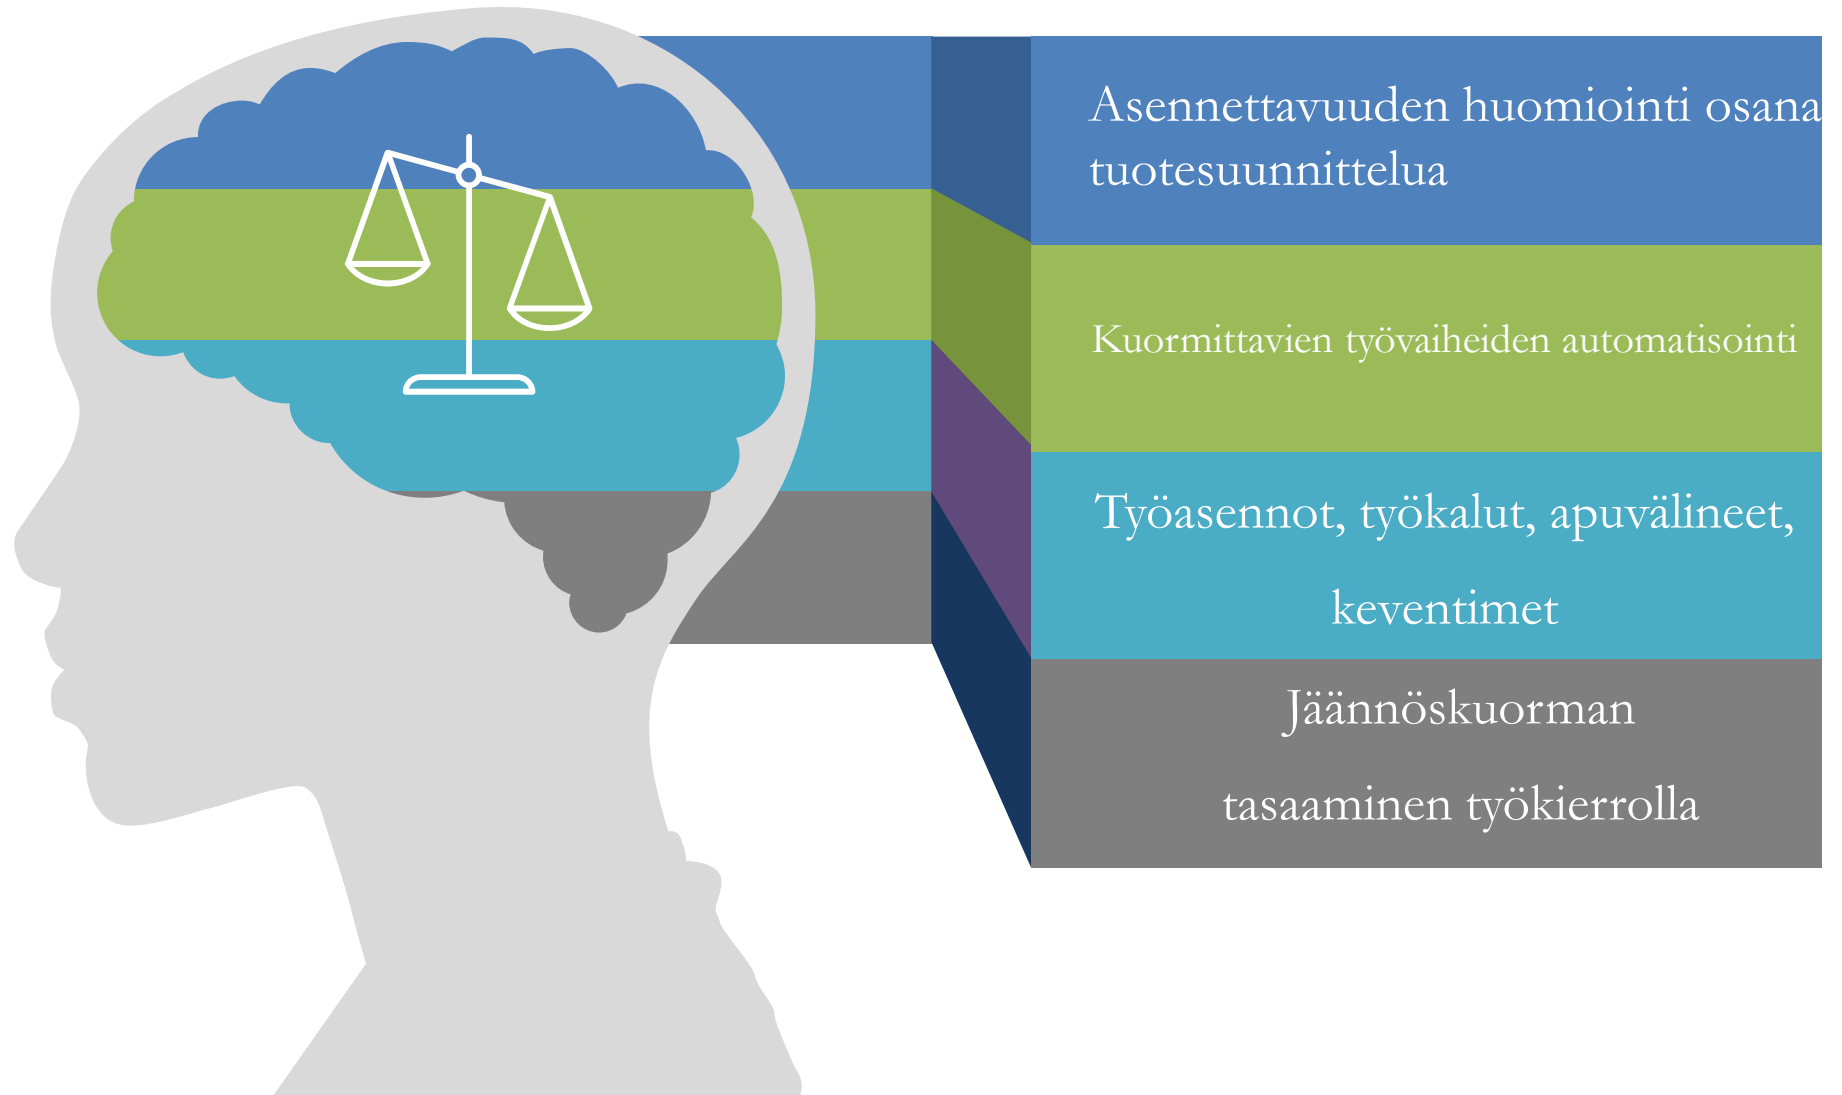 Asennettavuuden huomiointi osana
tuotesuunnittelua
Kuormittavien työvaiheiden automatisointi
Työasennot, työkalut, apuvälineet,
keventimet
Jäännöskuorman
tasaaminen työkierrolla